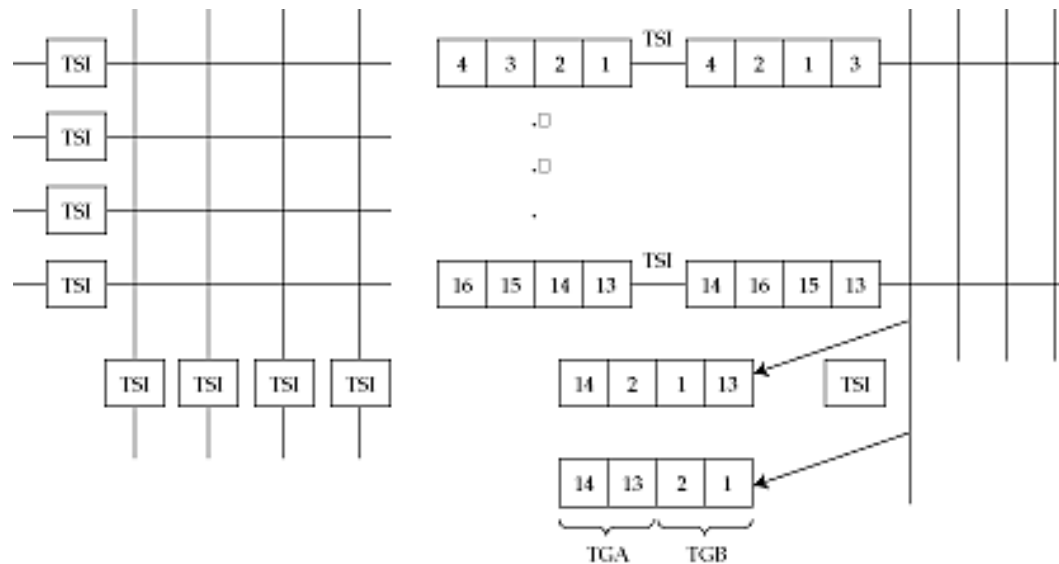 TSI
TSI
TSI
TSI
TSI TSI TSI TSI
TSI
4 3 2 1 4 2 1 3
TSI
16 15 14 13 14 16 15 13
14 2 1 13 TSI
14 13 2 1
TGA TGB